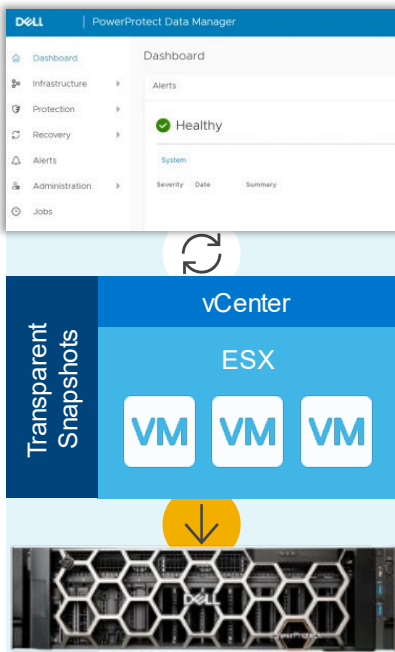 DELL | PowerProtect Data Manager
Dashboard
Infrastructure
Protection
Recovery
Alerts
Administration
Jobs
Dashboard
Alerts
Healthy
System
Severity Date Summary
Transparent
Snapshots
vCenter
ESX
VM VM VM
DELL